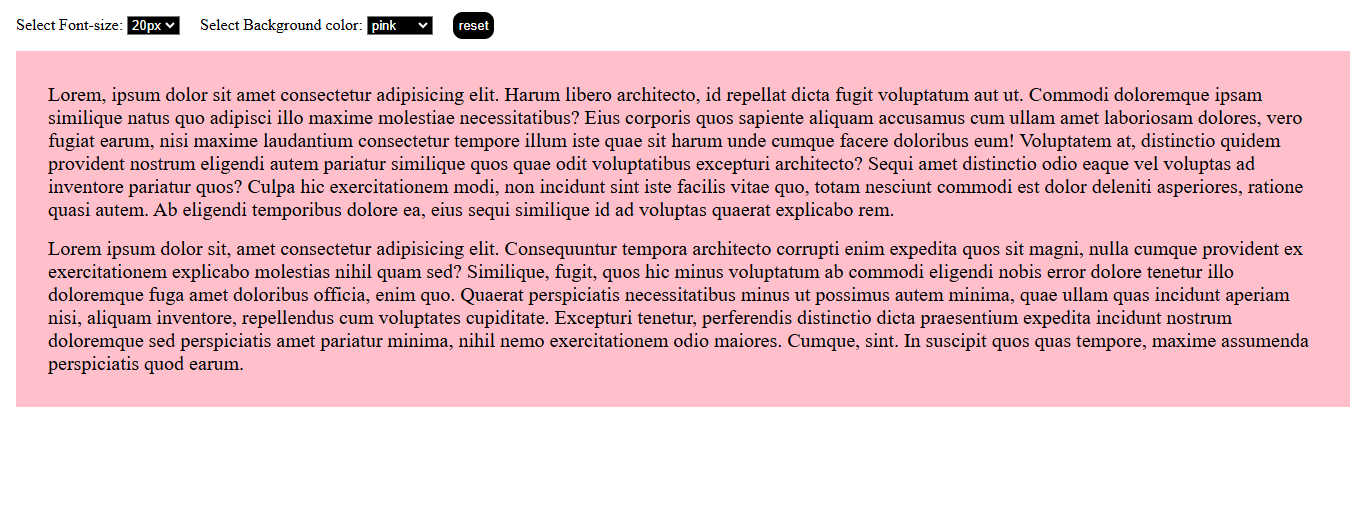 Select Font-size: 20px Select Background color: pink reset
Lorem, ipsum dolor sit amet consectetur adipisicing elit. Harum libero architecto, id repellat dicta fugit voluptatum aut ut. Commodi doloremque ipsam
similique natus quo adipisci illo maxime molestiae necessitatibus? Eius corporis quos sapiente aliquam accusamus cum ullam amet laboriosam dolores, vero
fugiat earum, nisi maxime laudantium consectetur tempore illum iste quae sit harum unde cumque facere doloribus eum! Voluptatem at, distinctio quidem
provident nostrum eligendi autem pariatur similique quos quae odit voluptatibus excepturi architecto? Sequi amet distinctio odio eaque vel voluptas ad
inventore pariatur quos? Culpa hic exercitationem modi, non incidunt sint iste facilis vitae quo, totam nesciunt commodi est dolor deleniti asperiores, ratione
quasi autem. Ab eligendi temporibus dolore ea, eius sequi similique id ad voluptas quaerat explicabo rem.
Lorem ipsum dolor sit, amet consectetur adipisicing elit. Consequuntur tempora architecto corrupti enim expedita quos sit magni, nulla cumque provident ex
exercitationem explicabo molestias nihil quam sed? Similique, fugit, quos hic minus voluptatum ab commodi eligendi nobis error dolore tenetur illo
doloremque fuga amet doloribus officia, enim quo. Quaerat perspiciatis necessitatibus minus ut possimus autem minima, quae ullam quas incidunt aperiam
nisi, aliquam inventore, repellendus cum voluptates cupiditate. Excepturi tenetur, perferendis distinctio dicta praesentium expedita incidunt nostrum
doloremque sed perspiciatis amet pariatur minima, nihil nemo exercitationem odio maiores. Cumque, sint. In suscipit quos quas tempore, maxime assumenda
perspiciatis quod earum.